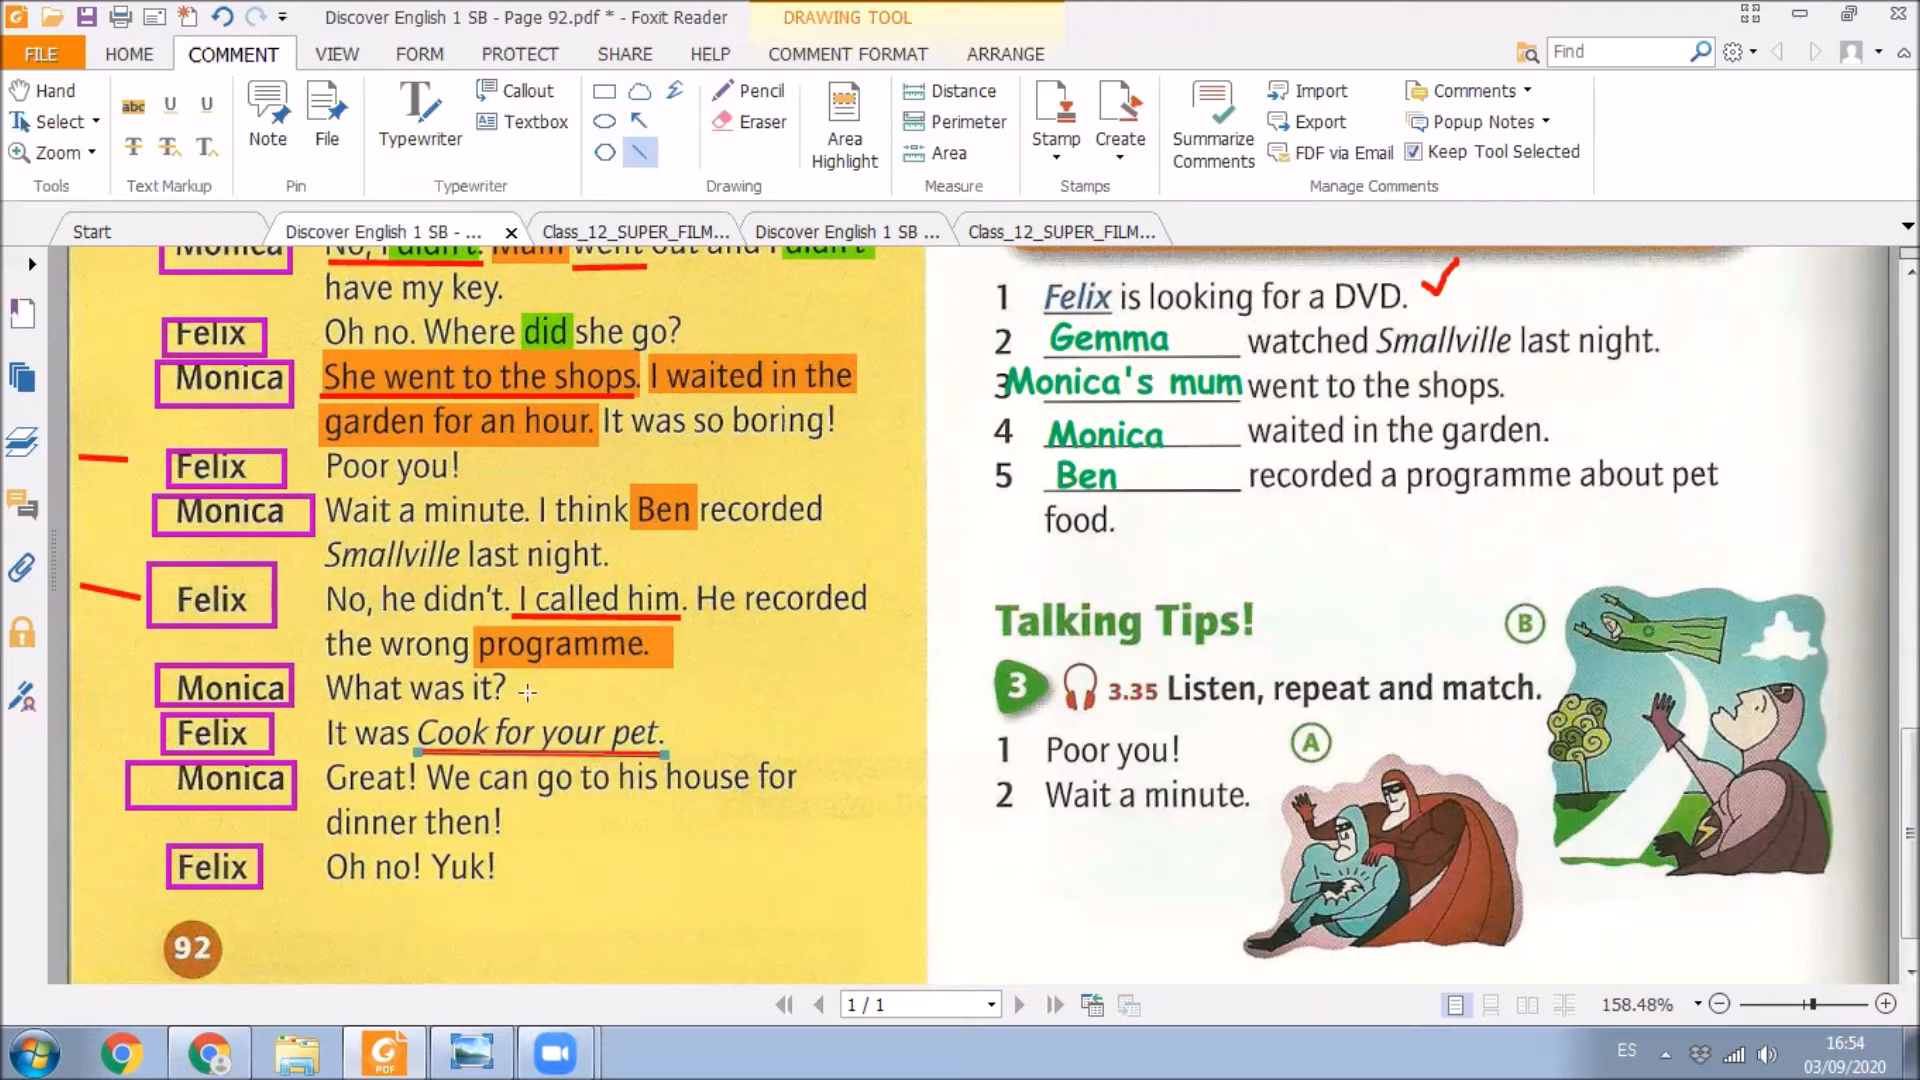 Discover English 1 SB - Page 92.pdf * - Foxit Reader
DRAWING TOOL
FILE HOME COMMENT VIEW FORM PROTECT SHARE HELP COMMENT FORMAT ARRANGE Find
Hand
Select
Zoom
Tools
abc U U
T T T
Text Markup
Note
File
Pin
Typewriter
Callout
Textbox
Typewriter
Pencil
Eraser
Drawing
Area
Highlight
Distance
Perimeter
Area
Measure
Stamp
Create
Stamps
Summarize
Comments
Import
Export
FDF via Email
Comments
Popup Notes
Keep Tool Selected
Manage Comments
Start
Discover English 1 SB - ...
Class_12_SUPER_FILM...
Discover English 1 SB ...
Class_12_SUPER_FILM...
Monica No, I didn't. Mum went out and I didn't
have my key.
Felix Oh no. Where did she go?
Monica She went to the shops. I waited in the
garden for an hour. It was so boring!
Felix Poor you!
Monica Wait a minute. I think Ben recorded
Smallville last night.
Felix No, he didn't. I called him. He recorded
the wrong programme.
Monica What was it?
Felix It was Cook for your pet.
Monica Great! We can go to his house for
dinner then!
Felix Oh no! Yuk!
92
1 Felix is looking for a DVD.
2 Gemma watched Smallville last night.
3 Monica's mum went to the shops.
4 Monica waited in the garden.
5 Ben recorded a programme about pet
food.
Talking Tips!
B
3 3.35 Listen, repeat and match.
1 Poor you!
A
2 Wait a minute.
1 / 1
158.48%
PDF
ES
16:54
03/09/2020